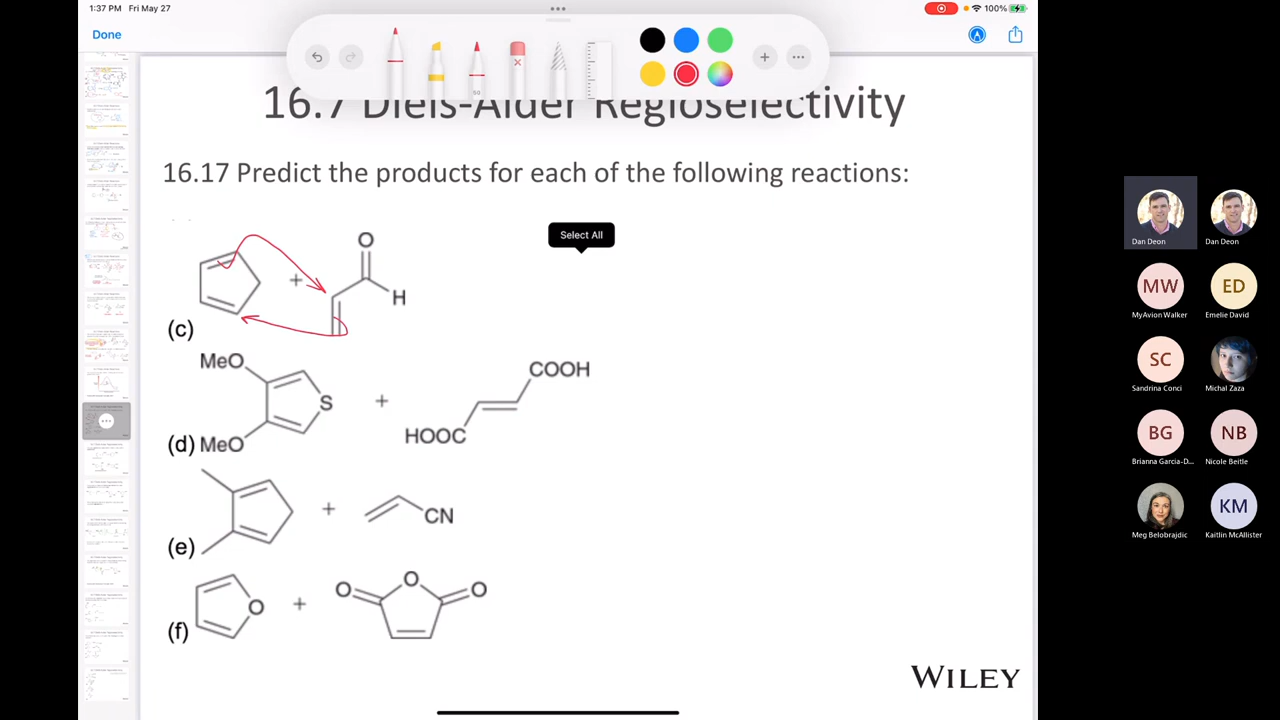 1:37 PM Fri May 27
100%
Done
16.7 Diels-Alder Regioselectivity
16.17 Predict the products for each of the following reactions:
Select All
(c) + O H
(d) MeO MeO S + COOH HOOC
(e) + CN
(f) O + O O O
WILEY
Dan Deon
Dan Deon
MW
MyAvion Walker
ED
Emelie David
SC
Sandrina Conci
Michal Zaza
BG
Brianna Garcia-D...
NB
Nicole Beitle
Meg Belobrajdic
KM
Kaitlin McAllister